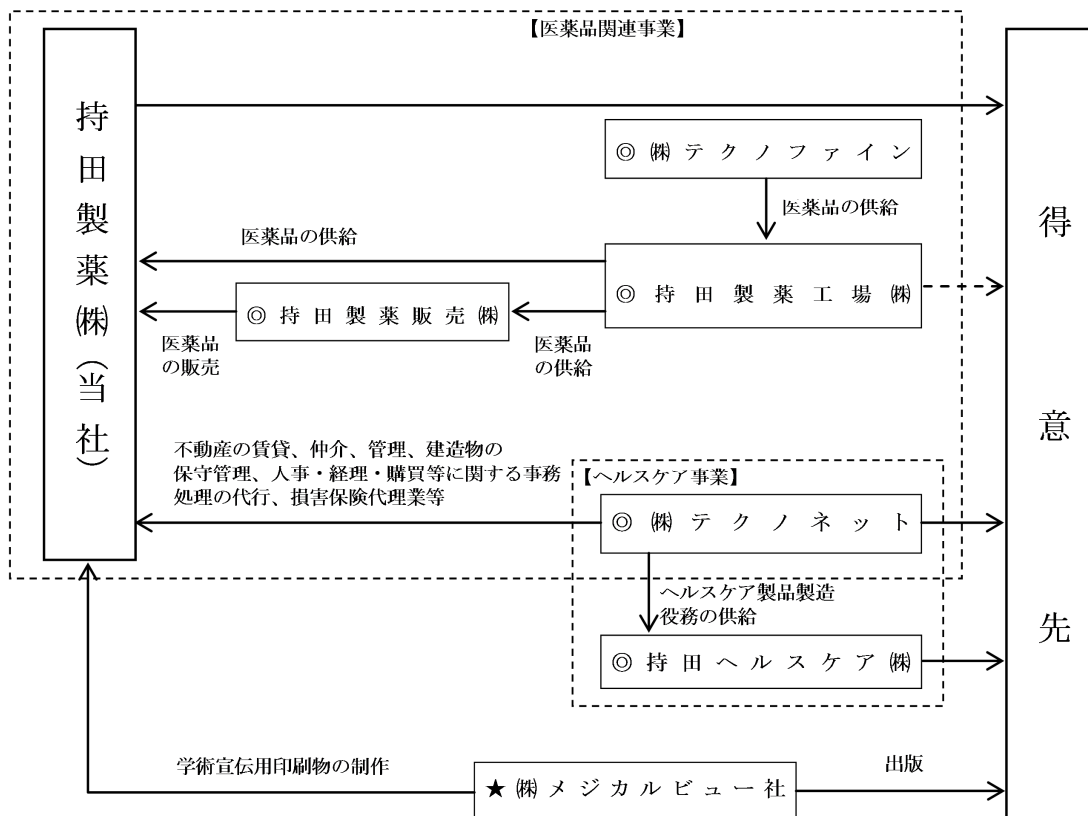 【医薬品関連事業】
持田製薬㈱(当社)
得意先
◎ ㈱テクノファイン
医薬品の供給
医薬品の供給
◎ 持田製薬工場㈱
◎ 持田製薬販売㈱
医薬品
の販売
医薬品
の供給
不動産の賃貸、仲介、管理、建造物の
保守管理、人事・経理・購買等に関する事務
処理の代行、損害保険代理業等
【ヘルスケア事業】
◎ ㈱テクノネット
ヘルスケア製品製造
役務の供給
◎ 持田ヘルスケア㈱
学術宣伝用印刷物の制作
★ ㈱メジカルビュー社
出版